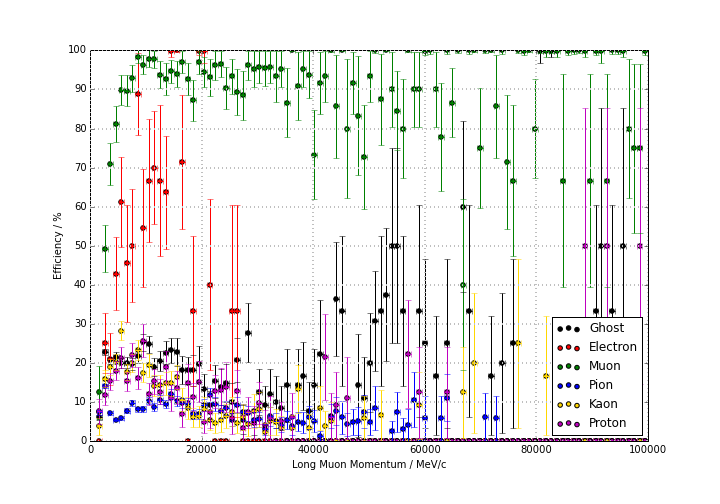 100
90
80
70
60
50
40
30
20
10
0
Efficiency / %
Ghost
Electron
Muon
Pion
Kaon
Proton
0 20000 40000 60000 80000 100000
Long Muon Momentum / MeV/c